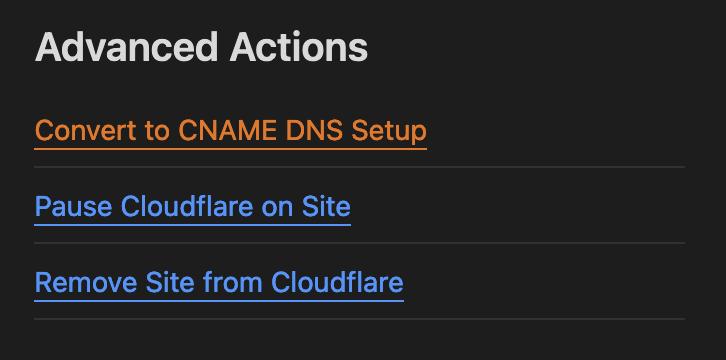 Advanced Actions
Convert to CNAME DNS Setup
Pause Cloudflare on Site
Remove Site from Cloudflare